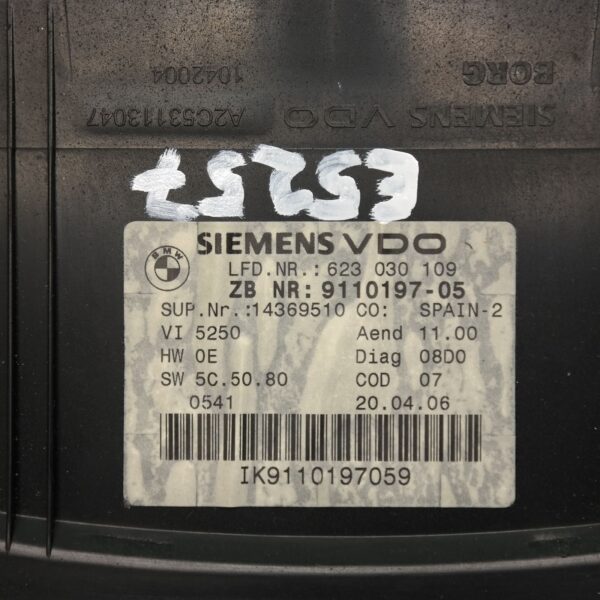 SIEMENS VDO A2C53113047
BORG 1042004
BMW
SIEMENS VDO
LFD.NR.: 623 030 109
ZB NR: 9110197-05
SUP.Nr.:14369510 CO: SPAIN-2
VI 5250 Aend 11.00
HW 0E Diag 08D0
SW 5C.50.80 COD 07
0541 20.04.06
IK9110197059